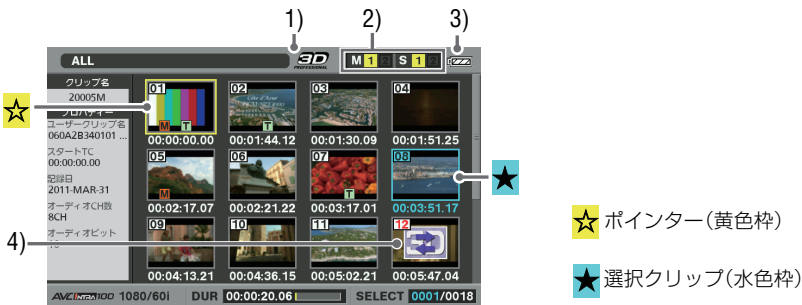 1)
2)
3)
ALL
3D
PROFESSIONAL
M 1 2 S 1 2
クリップ名
20005M
プロパティー
ユーザークリップ名
060A2B340101 ...
スタートTC
00:00:00.00
記録日
2011-MAR-31
オーディオCH数
8CH
オーディオビット
01
M
T
00:00:00.00
02
T
00:01:44.12
03
00:01:30.09
04
00:01:51.25
05
M
00:02:17.07
06
00:02:21.22
07
T
00:03:17.01
08
00:03:51.17
09
00:04:13.21
10
00:04:36.15
11
00:05:02.21
12
3D
00:05:47.04
4)
AVC INTRA 100 1080/60i DUR 00:00:20.06 SELECT 0001/0018
ポインター(黄色枠)
選択クリップ(水色枠)